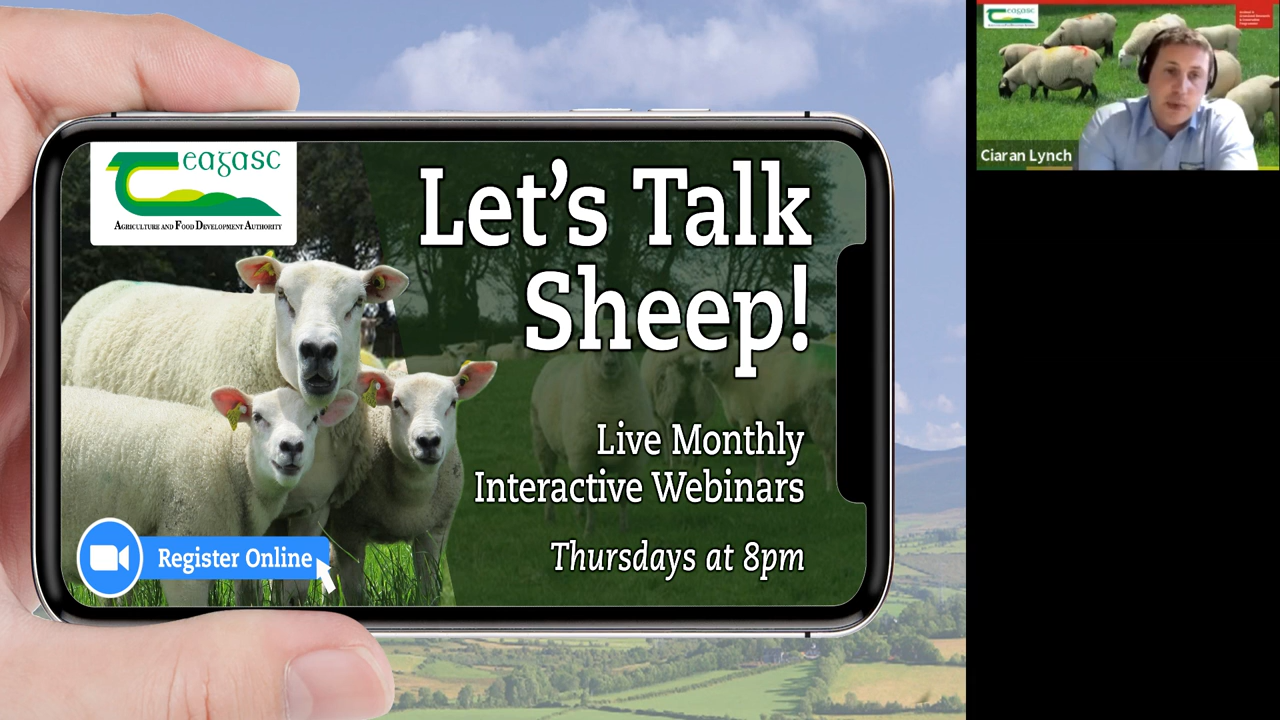 Teagasc
AGRICULTURE AND FOOD DEVELOPMENT AUTHORITY
Let's Talk
Sheep!
Live Monthly
Interactive Webinars
Thursdays at 8pm
Register Online
Teagasc
Ciaran Lynch